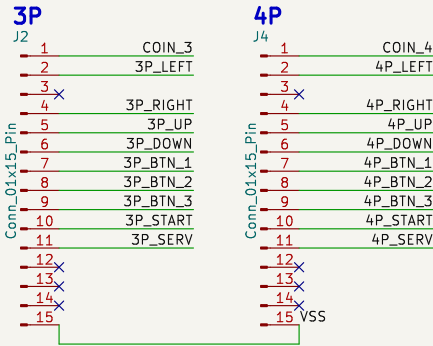 3P
J2
Conn_01x15_Pin
1 COIN_3
2 3P_LEFT
3
4 3P_RIGHT
5 3P_UP
6 3P_DOWN
7 3P_BTN_1
8 3P_BTN_2
9 3P_BTN_3
10 3P_START
11 3P_SERV
12
13
14
15
4P
J4
Conn_01x15_Pin
1 COIN_4
2 4P_LEFT
3
4 4P_RIGHT
5 4P_UP
6 4P_DOWN
7 4P_BTN_1
8 4P_BTN_2
9 4P_BTN_3
10 4P_START
11 4P_SERV
12
13
14
15 VSS